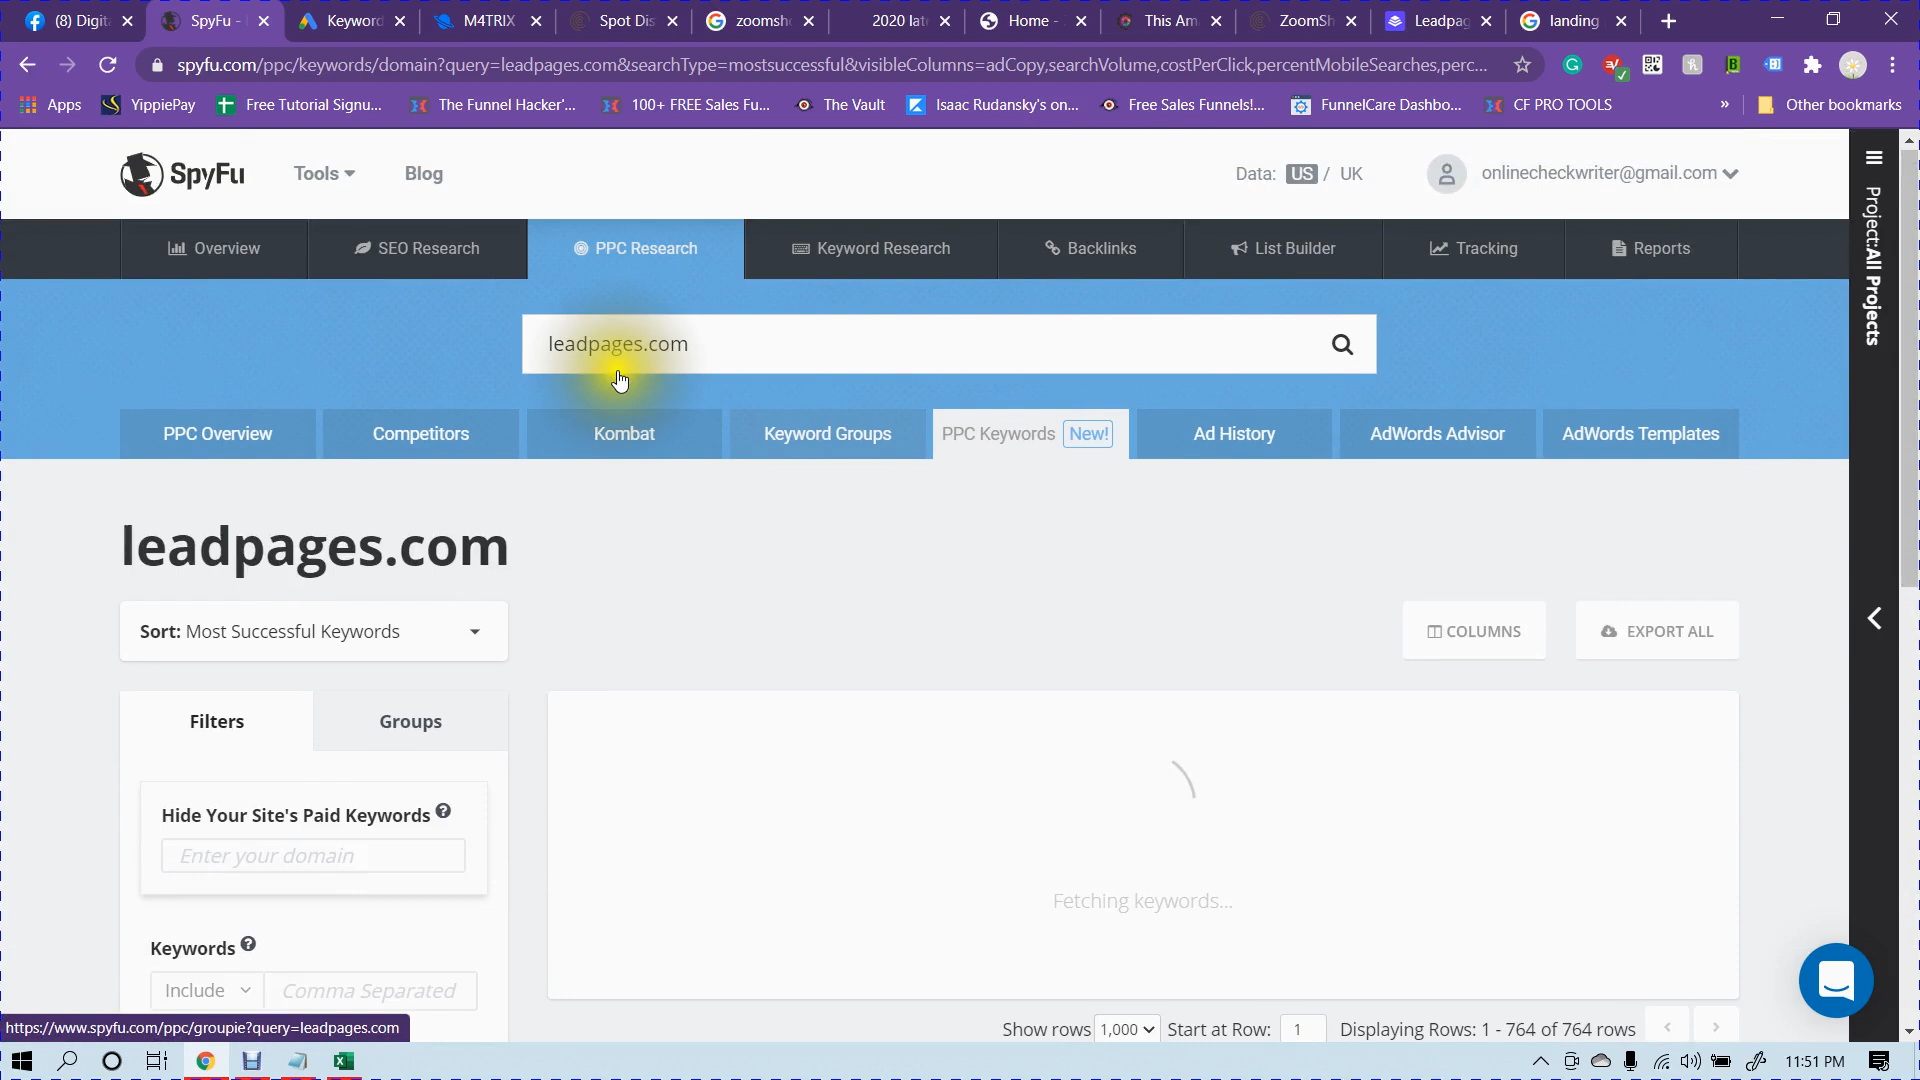 (8) Digita
SpyFu -
Keyword
M4TRIX
Spot Dis
zoomshe
2020 late
Home -
This Am
ZoomSh
Leadpag
landing
spyfu.com/ppc/keywords/domain?query=leadpages.com&searchType=mostsuccessful&visibleColumns=adCopy,searchVolume,costPerClick,percentMobileSearches,perc...
Apps
YippiePay
Free Tutorial Signu...
The Funnel Hacker'...
100+ FREE Sales Fu...
The Vault
Isaac Rudansky's on...
Free Sales Funnels!...
FunnelCare Dashbo...
CF PRO TOOLS
»
Other bookmarks
SpyFu
Tools
Blog
Data: US / UK
onlinecheckwriter@gmail.com
Project:All Projects
Overview
SEO Research
PPC Research
Keyword Research
Backlinks
List Builder
Tracking
Reports
leadpages.com
PPC Overview
Competitors
Kombat
Keyword Groups
PPC Keywords New!
Ad History
AdWords Advisor
AdWords Templates
leadpages.com
Sort: Most Successful Keywords
COLUMNS
EXPORT ALL
Filters
Groups
Hide Your Site's Paid Keywords ?
Enter your domain
Fetching keywords...
Keywords ?
Include
Comma Separated
https://www.spyfu.com/ppc/groupie?query=leadpages.com
Show rows 1,000 Start at Row: 1 Displaying Rows: 1 - 764 of 764 rows
11:51 PM